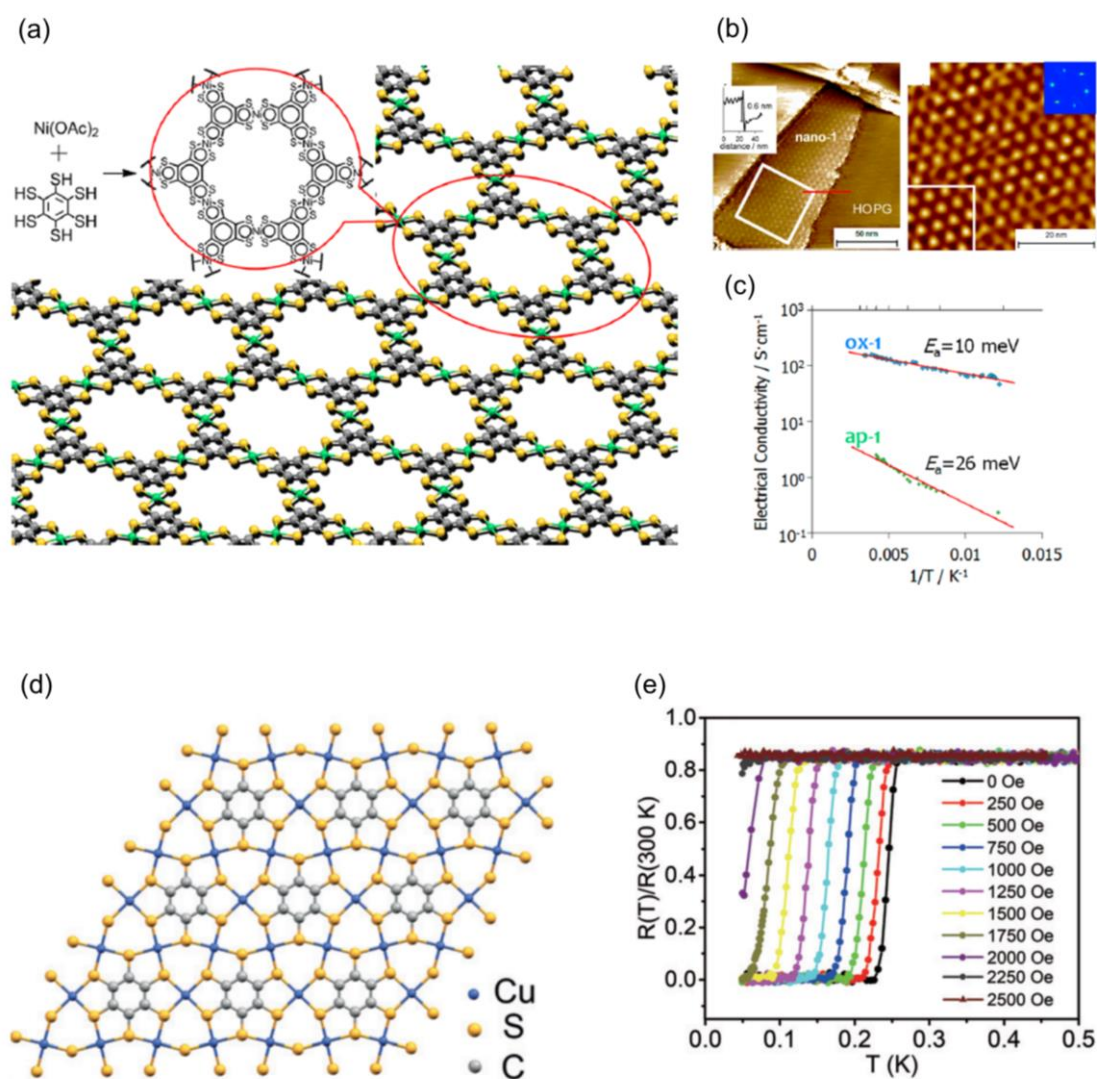 (a)
Ni(OAc)₂
+
SH
HS
SH
HS
SH
SH
(b)
0.6 nm
0
20
40
distance / nm
nano-1
HOPG
50 nm
20 nm
(c)
Electrical Conductivity / S·cm⁻¹
10³
10²
10¹
10⁰
10⁻¹
ox-1
Eₐ=10 meV
ap-1
Eₐ=26 meV
0
0.005
0.01
0.015
1/T / K⁻¹
(d)
Cu
S
C
(e)
R(T)/R(300 K)
1.0
0.8
0.6
0.4
0.2
0.0
0 Oe
250 Oe
500 Oe
750 Oe
1000 Oe
1250 Oe
1500 Oe
1750 Oe
2000 Oe
2250 Oe
2500 Oe
0.0
0.1
0.2
0.3
0.4
0.5
T (K)